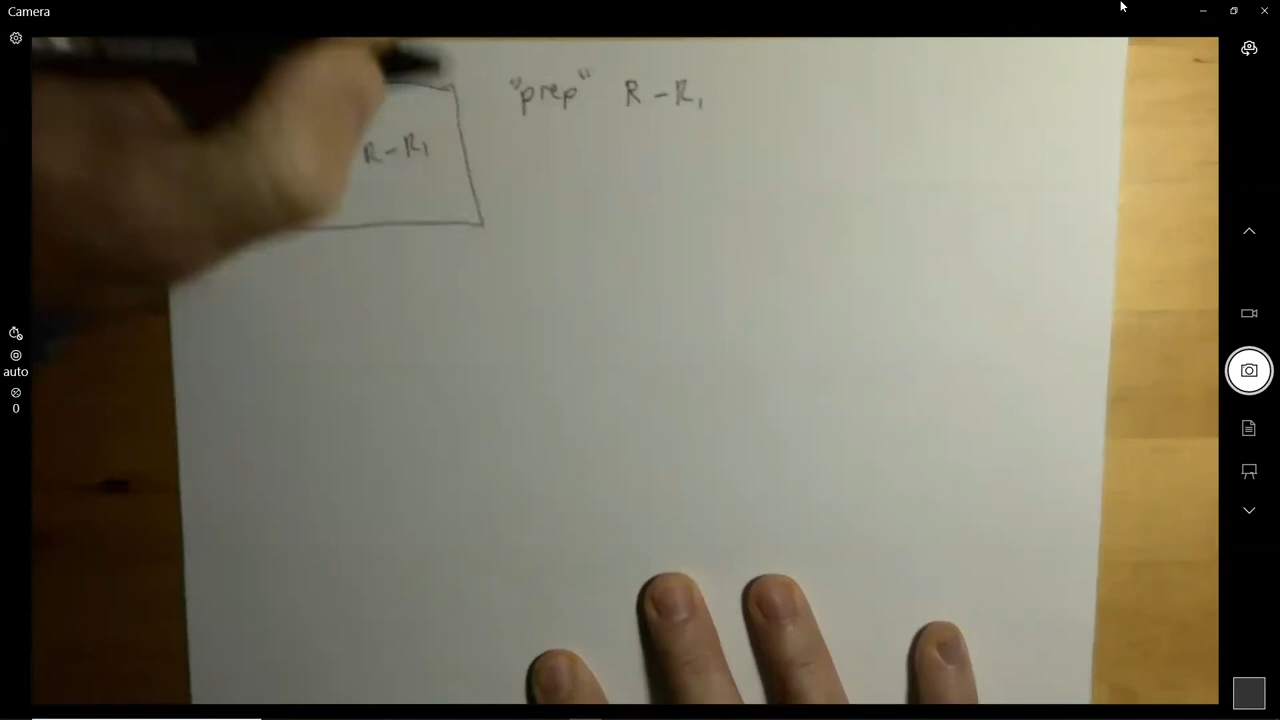 Camera
"prep" R - R₁
R - R₁
auto
0